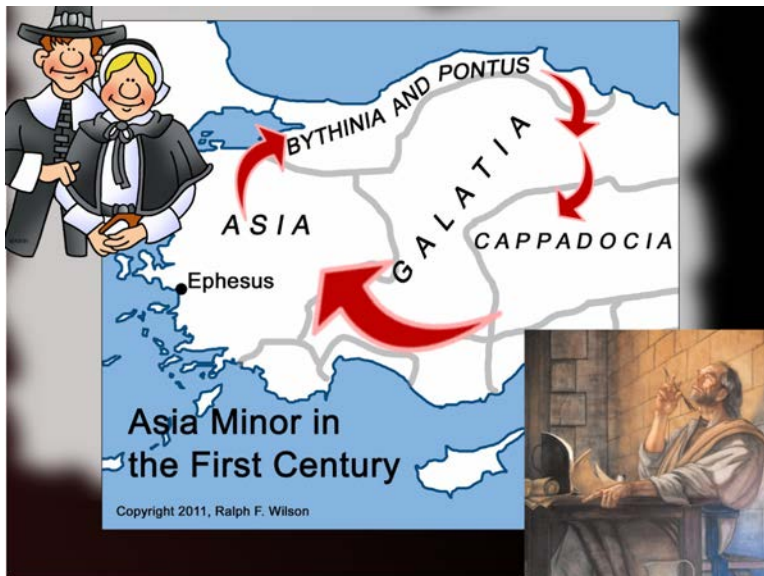 BYTHINIA AND PONTUS
GALATIA
ASIA
CAPPADOCIA
Ephesus
Asia Minor in
the First Century
Copyright 2011, Ralph F. Wilson